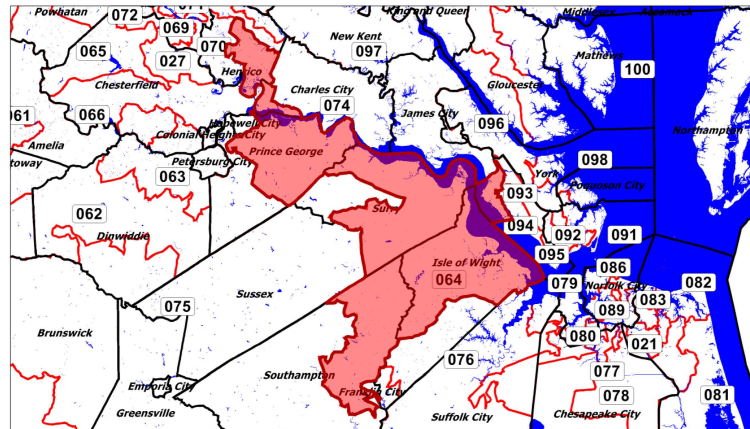 Powhatan
072
069
070
065
027
Henrico
New Kent
097
King and Queen
Middlesex
Accomack
Mathews
100
Gloucester
Chesterfield
Charles City
074
James City
096
Northampton
061
066
Amelia
Hopewell City
Colonial Heights City
Petersburg City
Prince George
098
York
Poquoson City
093
063
062
Dinwiddie
Surry
094
092
091
095
Isle of Wight
064
079
086
Norfolk City
082
083
089
Sussex
075
080
021
Brunswick
076
077
Southampton
Emporia City
Franklin City
078
081
Greensville
Suffolk City
Chesapeake City